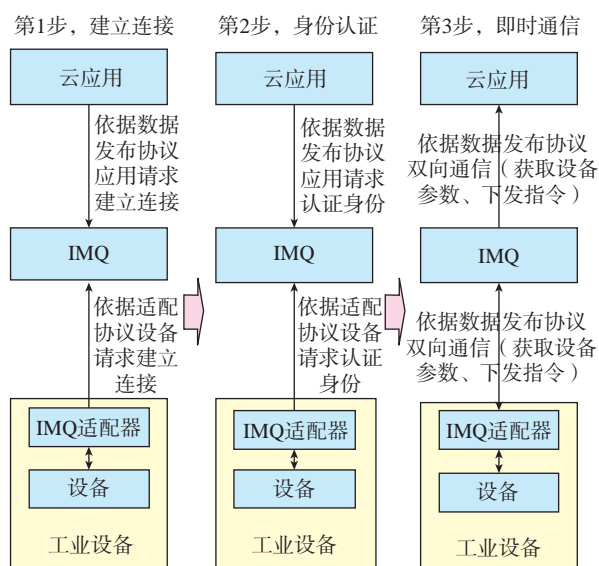 第1步，建立连接
云应用
依据数据
发布协议
应用请求
建立连接
IMQ
依据适配
协议设备
请求建立
连接
IMQ适配器
设备
工业设备
第2步，身份认证
云应用
依据数据
发布协议
应用请求
认证身份
IMQ
依据适配
协议设备
请求认证
身份
IMQ适配器
设备
工业设备
第3步，即时通信
云应用
依据数据发布协议
双向通信（获取设备
参数、下发指令）
IMQ
依据数据发布协议
双向通信（获取设备
参数、下发指令）
IMQ适配器
设备
工业设备